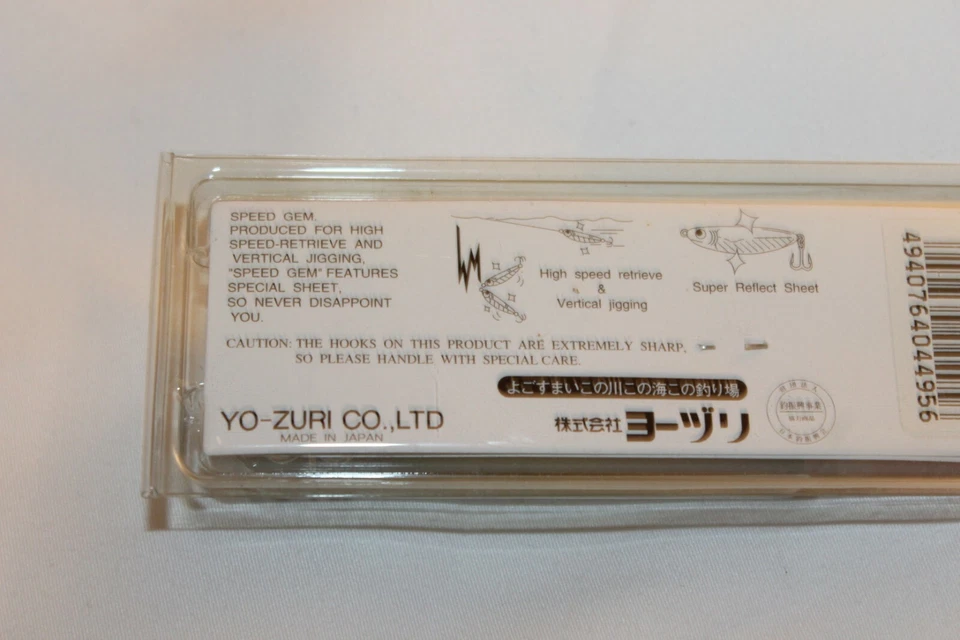 SPEED GEM.
PRODUCED FOR HIGH
SPEED-RETRIEVE AND
VERTICAL JIGGING,
"SPEED GEM" FEATURES
SPECIAL SHEET,
SO NEVER DISAPPOINT
YOU.
High speed retrieve
&
Vertical jigging
Super Reflect Sheet
CAUTION: THE HOOKS ON THIS PRODUCT ARE EXTREMELY SHARP,
SO PLEASE HANDLE WITH SPECIAL CARE.
よごすまいこの川この海この釣り場
YO-ZURI CO.,LTD
MADE IN JAPAN
株式会社 ヨーヅリ
4940764044956